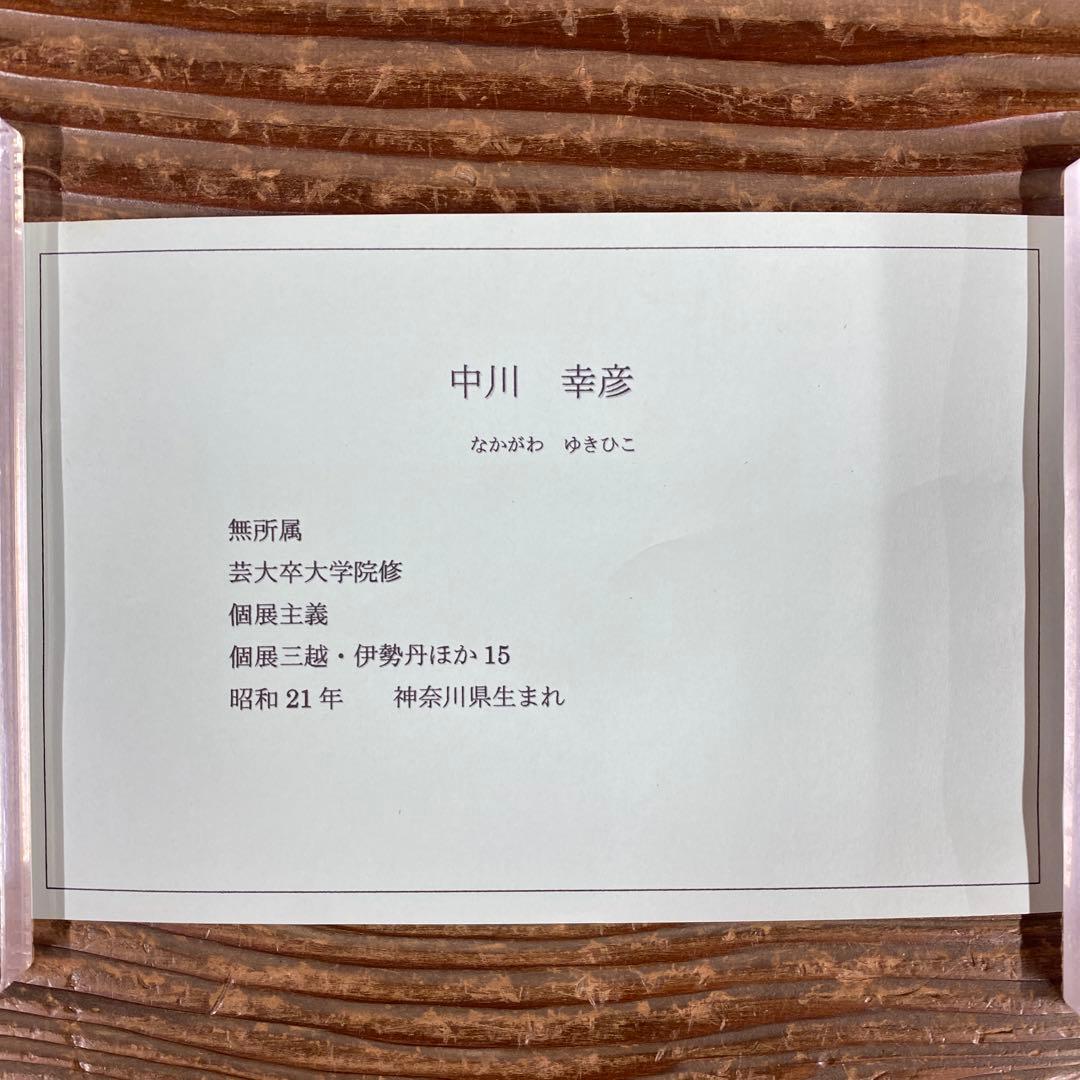 中川　幸彦
なかがわ　ゆきひこ
無所属
芸大卒大学院修
個展主義
個展三越・伊勢丹ほか 15
昭和 21 年　　神奈川県生まれ